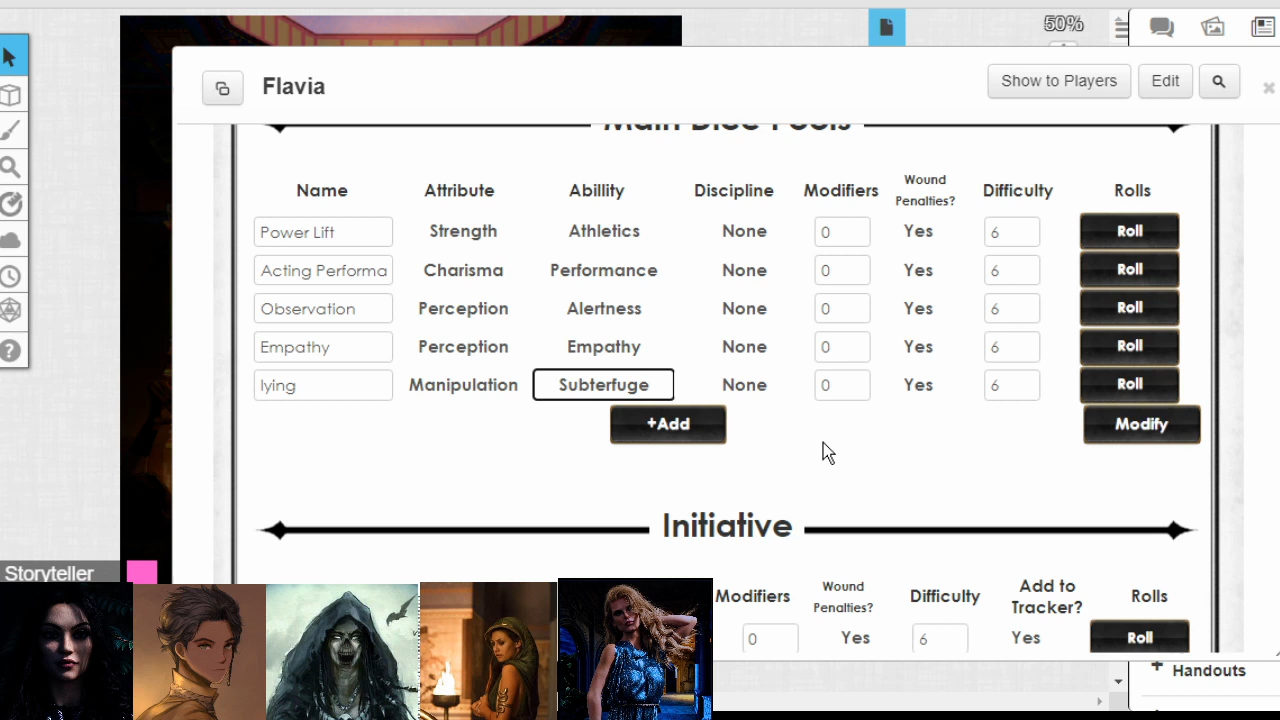 50%
Flavia
Show to Players
Edit
Main Dice Pools
Name Attribute Abillity Discipline Modifiers Wound Penalties? Difficulty Rolls
Power Lift Strength Athletics None 0 Yes 6 Roll
Acting Performa Charisma Performance None 0 Yes 6 Roll
Observation Perception Alertness None 0 Yes 6 Roll
Empathy Perception Empathy None 0 Yes 6 Roll
lying Manipulation Subterfuge None 0 Yes 6 Roll
+Add Modify
Initiative
Storyteller
Modifiers Wound Penalties? Difficulty Add to Tracker? Rolls
0 Yes 6 Yes Roll
Handouts